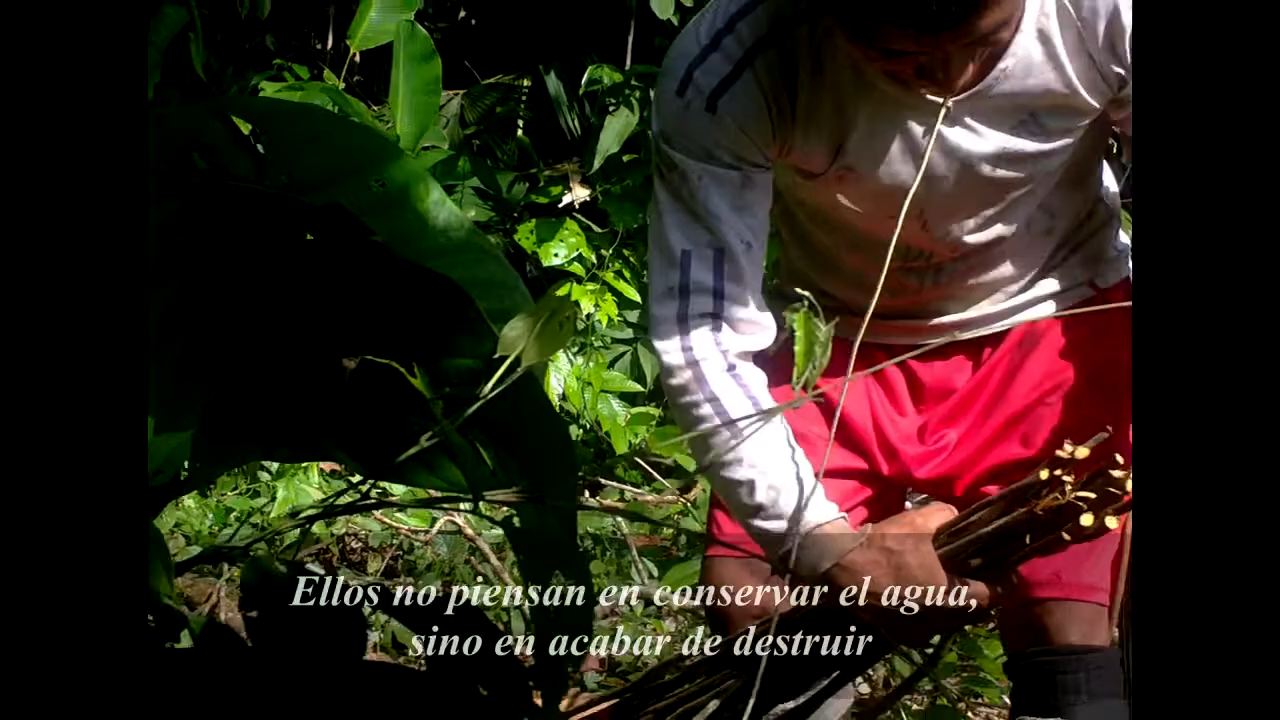 Ellos no piensan en conservar el agua,
sino en acabar de destruir